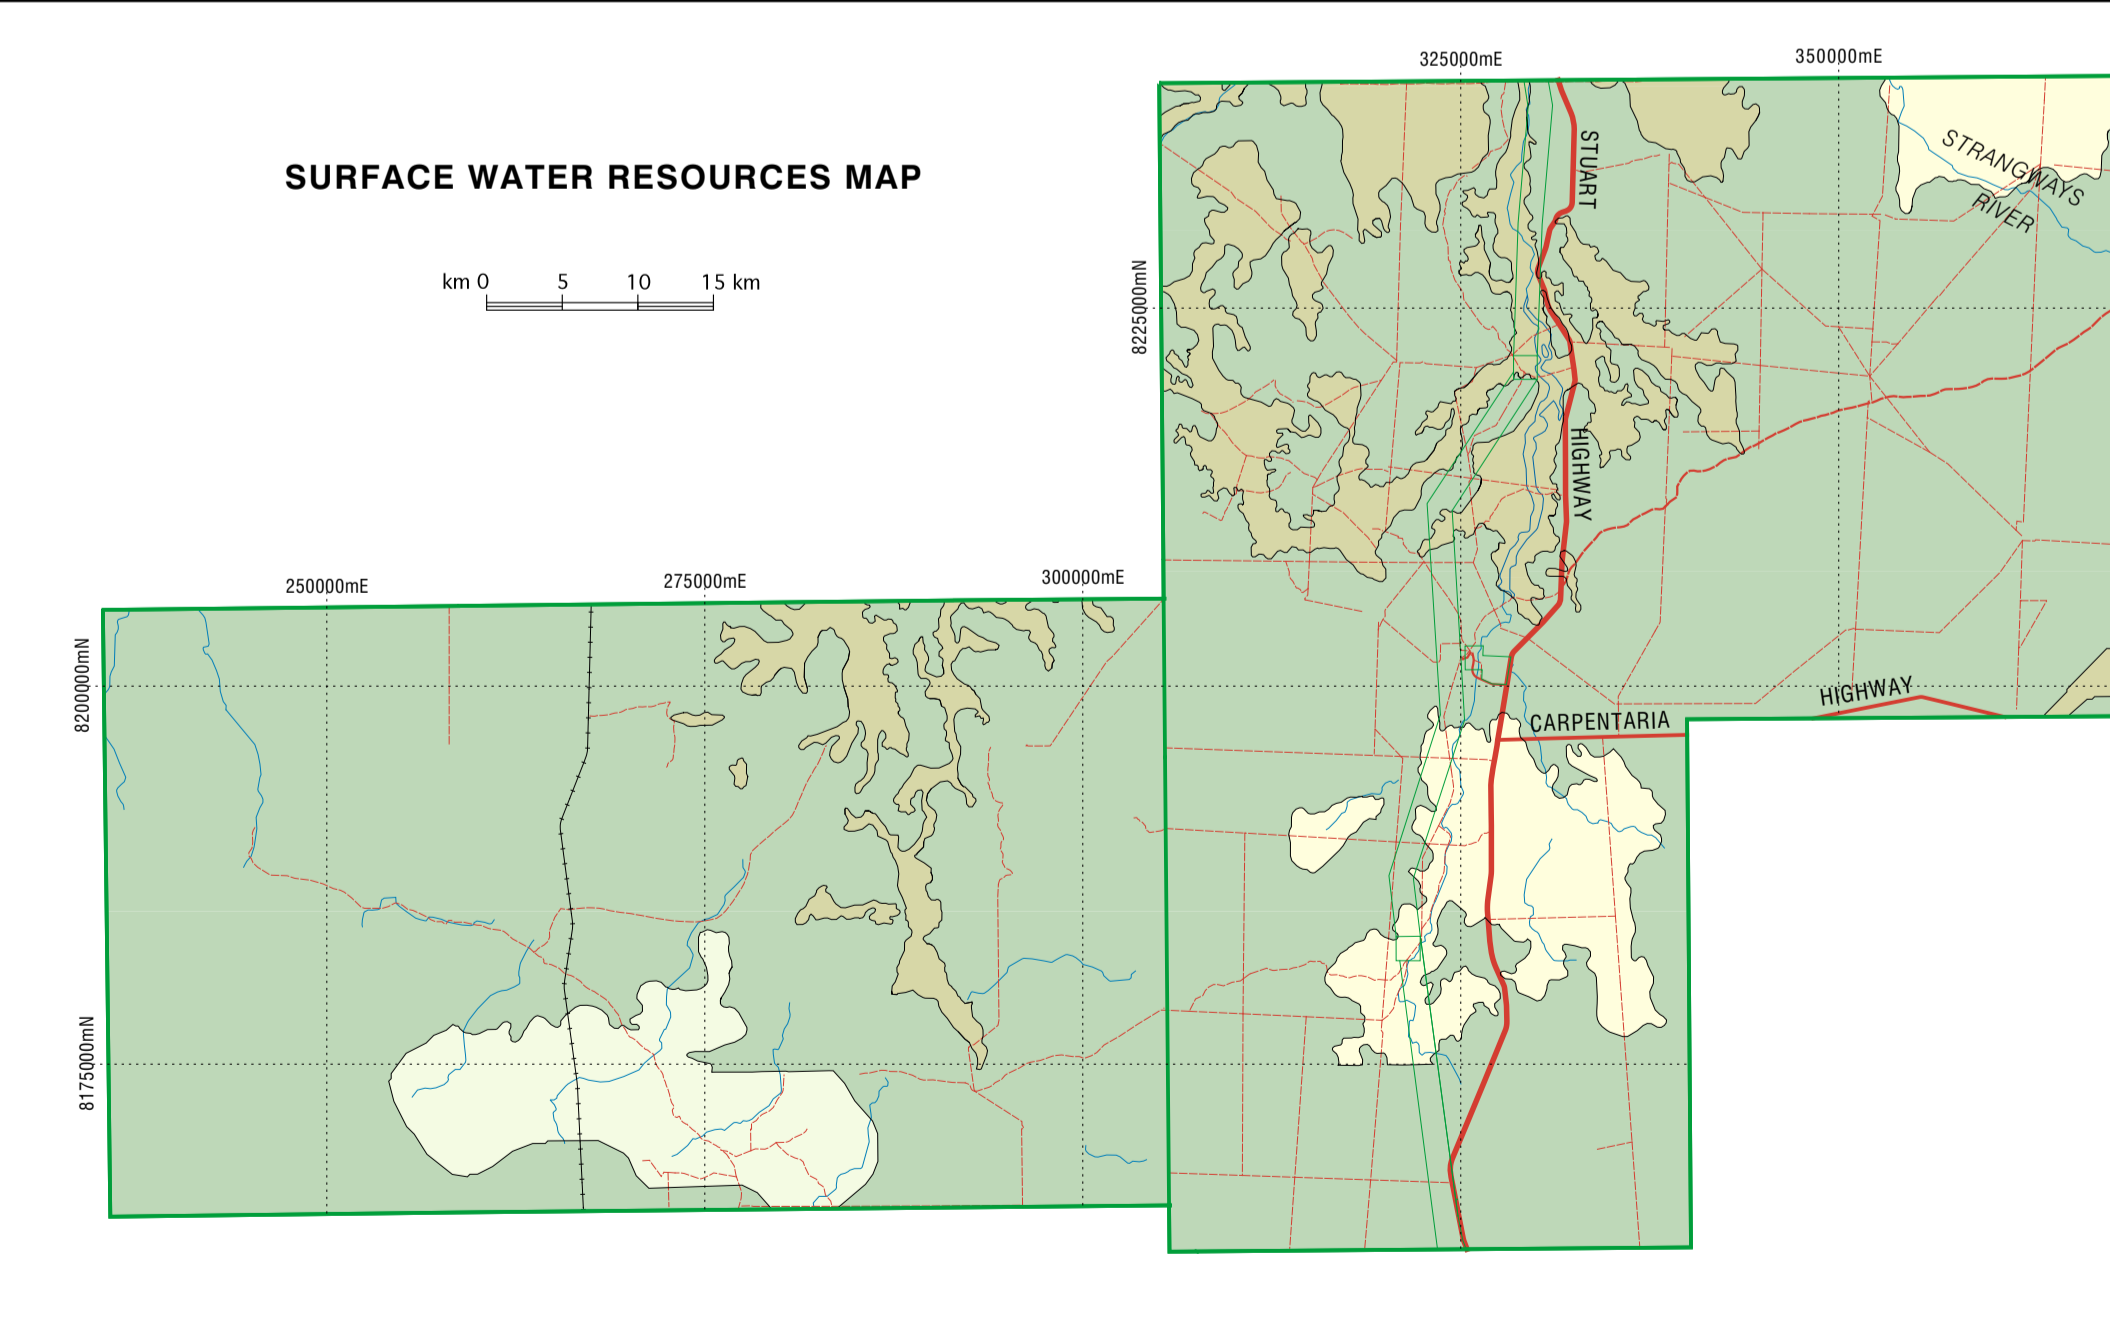 325000mE
350000mE
STRANGWAYS
RIVER
STUART
SURFACE WATER RESOURCES MAP
km 0 5 10 15 km
8225000mN
HIGHWAY
250000mE
275000mE
300000mE
8200000mN
HIGHWAY
CARPENTARIA
8175000mN